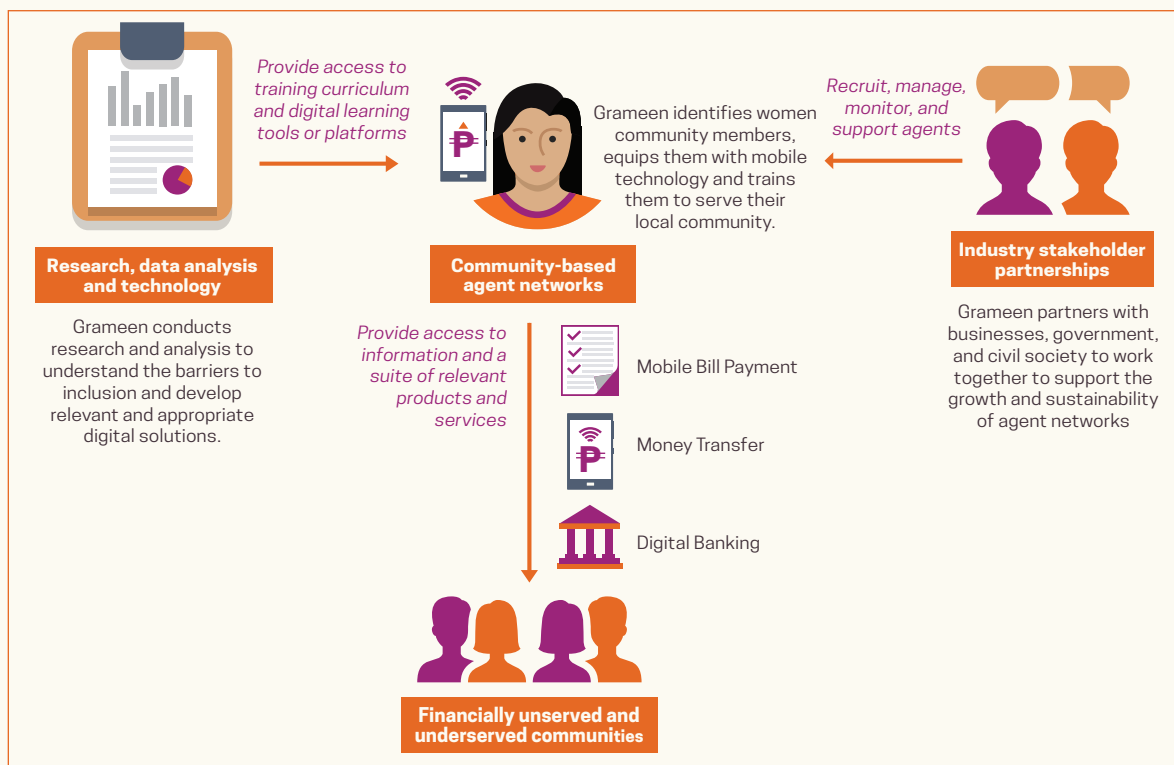 Provide access to
training curriculum
and digital learning
tools or platforms
Grameen identifies women
community members,
equips them with mobile
technology and trains
them to serve their
local community.
Recruit, manage,
monitor, and
support agents
Research, data analysis
and technology
Grameen conducts
research and analysis to
understand the barriers to
inclusion and develop
relevant and appropriate
digital solutions.
Community-based
agent networks
Industry stakeholder
partnerships
Grameen partners with
businesses, government,
and civil society to work
together to support the
growth and sustainability
of agent networks
Provide access to
information and a
suite of relevant
products and
services
Mobile Bill Payment
Money Transfer
Digital Banking
Financially unserved and
underserved communities